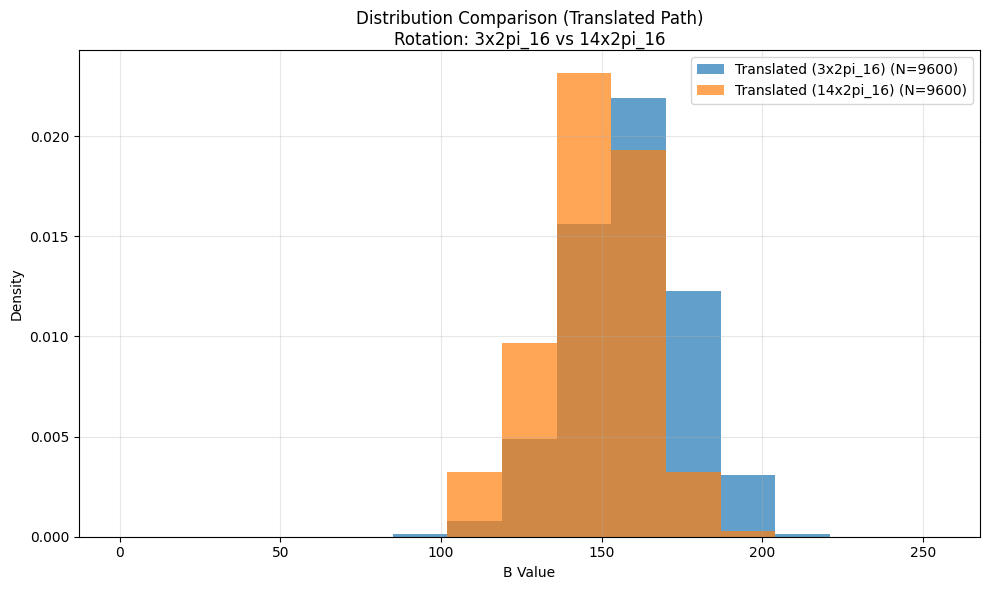 Distribution Comparison (Translated Path)
Rotation: 3x2pi_16 vs 14x2pi_16
Translated (3x2pi_16) (N=9600)
Translated (14x2pi_16) (N=9600)
Density
0.020
0.015
0.010
0.005
0.000
0 50 100 150 200 250
B Value